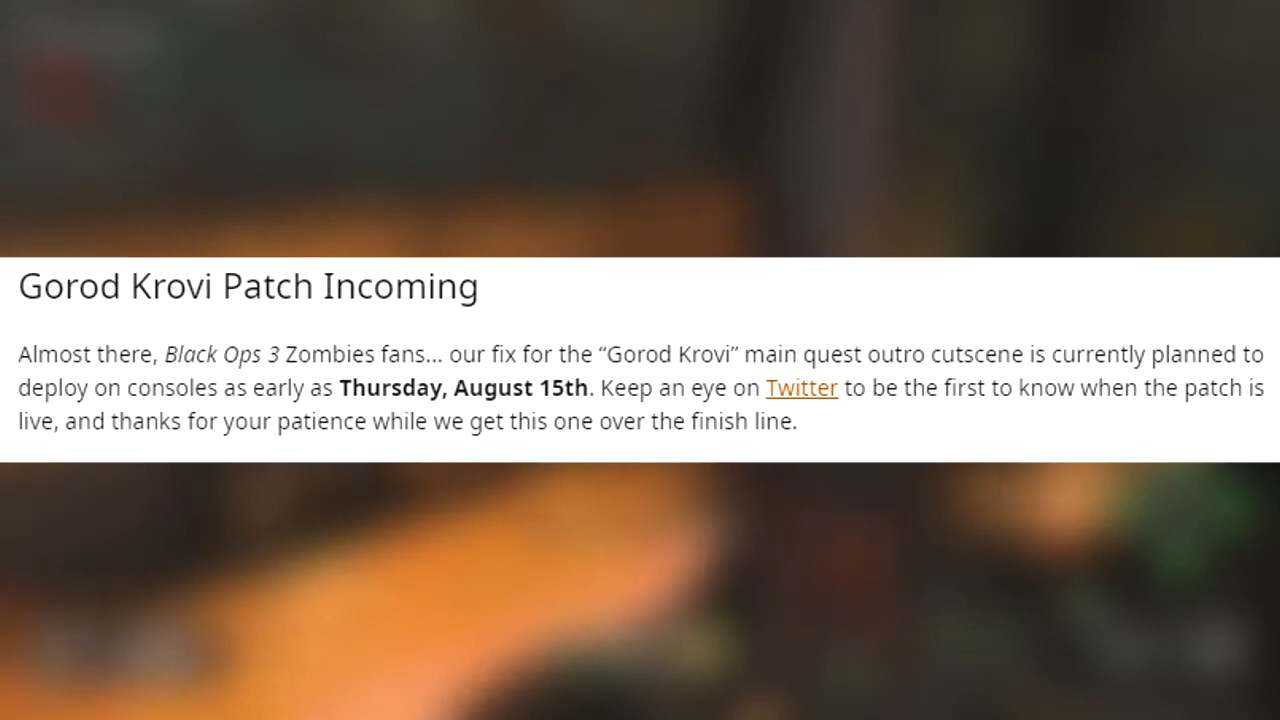 Gorod Krovi Patch Incoming
Almost there, Black Ops 3 Zombies fans... our fix for the “Gorod Krovi” main quest outro cutscene is currently planned to
deploy on consoles as early as Thursday, August 15th. Keep an eye on Twitter to be the first to know when the patch is
live, and thanks for your patience while we get this one over the finish line.